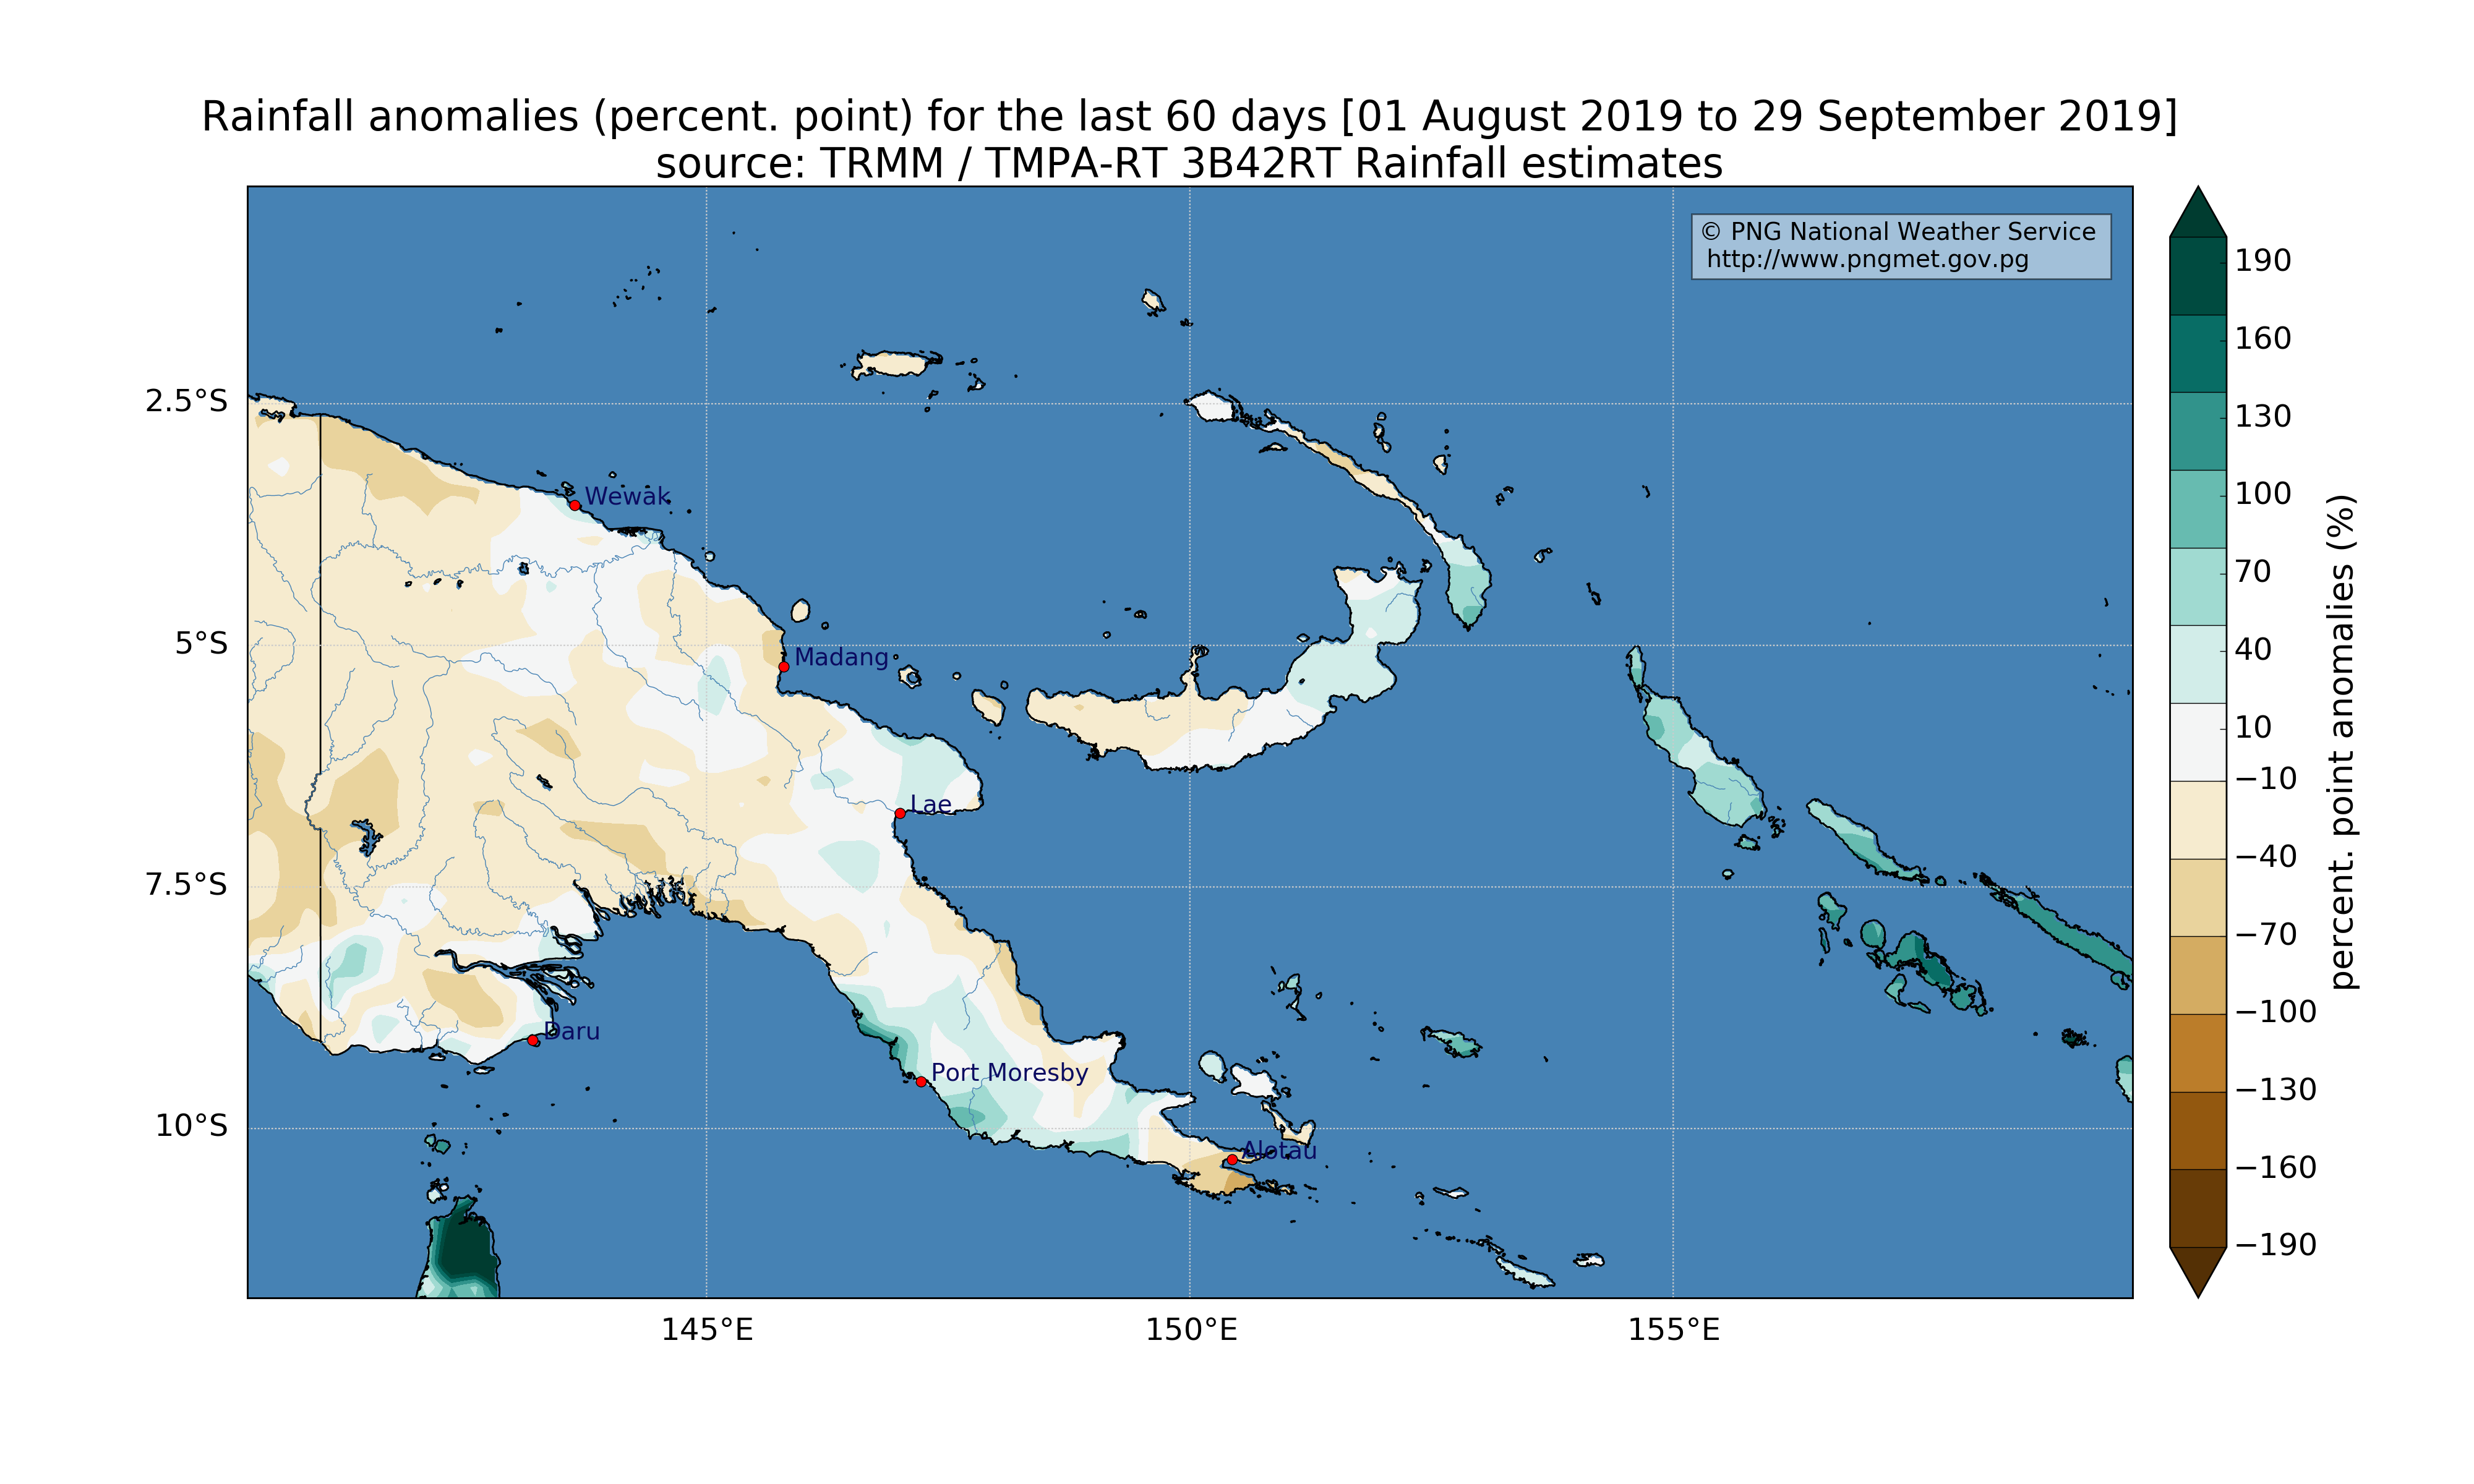 Rainfall anomalies (percent. point) for the last 60 days [01 August 2019 to 29 September 2019]
source: TRMM / TMPA-RT 3B42RT Rainfall estimates
© PNG National Weather Service
http://www.pngmet.gov.pg
2.5°S
5°S
7.5°S
10°S
145°E
150°E
155°E
Wewak
Madang
Lae
Daru
Port Moresby
Alotau
190
160
130
100
70
40
10
−10
−40
−70
−100
−130
−160
−190
percent. point anomalies (%)